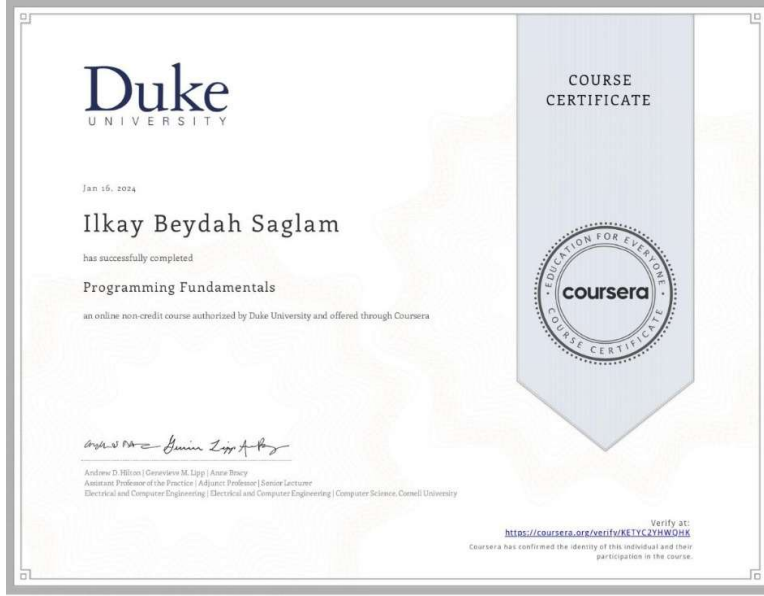 Duke
UNIVERSITY
COURSE
CERTIFICATE
Jan 16, 2024
Ilkay Beydah Saglam
has successfully completed
Programming Fundamentals
an online non-credit course authorized by Duke University and offered through Coursera
EDUCATION FOR EVERYONE
coursera
COURSE CERTIFICATE
Andrew D. Hilton | Genevieve M. Lipp | Anne Bracy
Assistant Professor of the Practice | Adjunct Professor | Senior Lecturer
Electrical and Computer Engineering | Electrical and Computer Engineering | Computer Science, Cornell University
Verify at:
https://coursera.org/verify/KETYCZYHWQHK
Coursera has confirmed the identity of this individual and their
participation in the course.